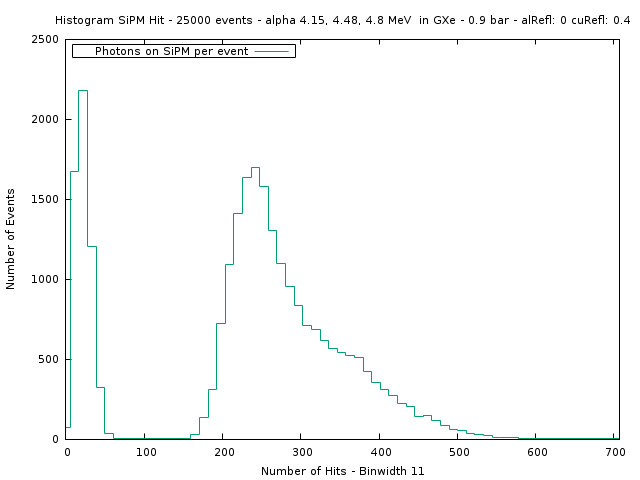 Histogram SiPM Hit - 25000 events - alpha 4.15, 4.48, 4.8 MeV  in GXe - 0.9 bar - alRefl: 0 cuRefl: 0.4
Photons on SiPM per event
2500
2000
1500
1000
500
0
Number of Events
0 100 200 300 400 500 600 700
Number of Hits - Binwidth 11